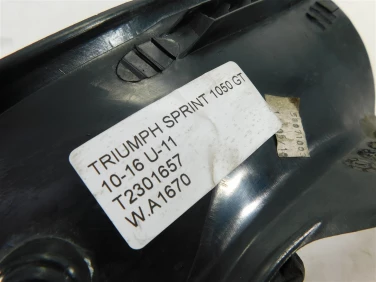 TRIUMPH SPRINT 1050 GT
10-16 U-11
T2301657
W.A1670